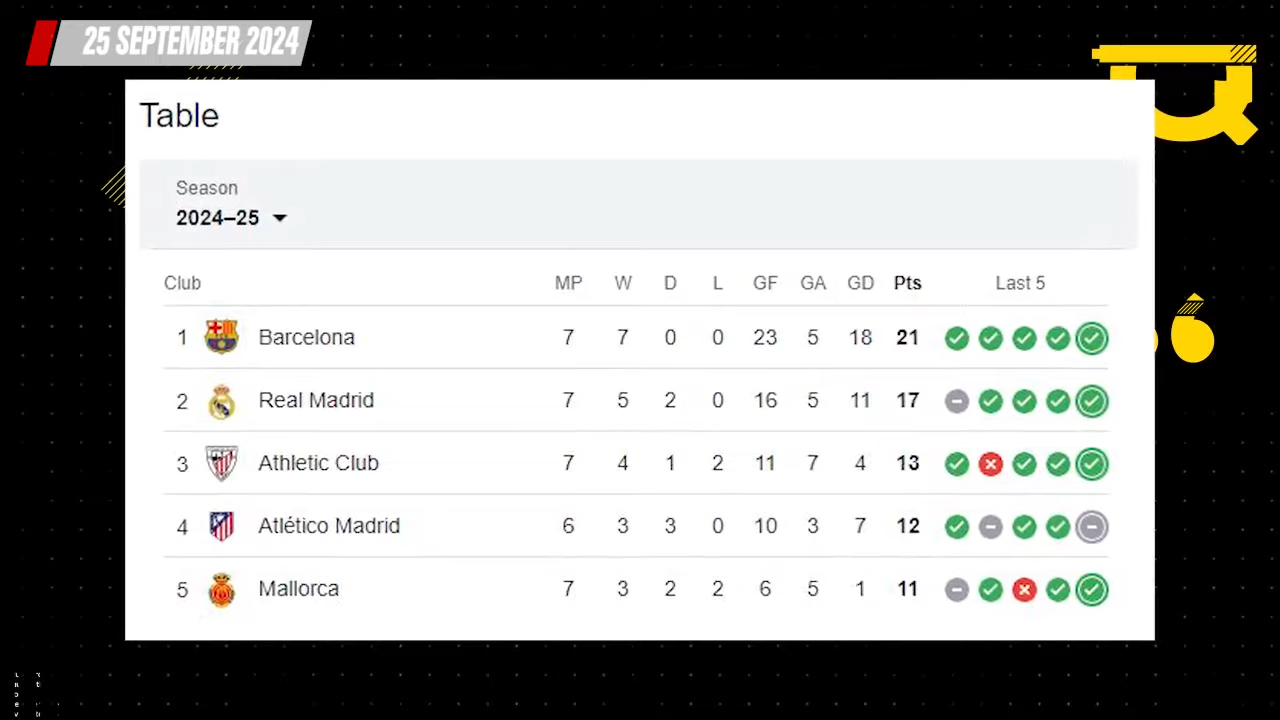 25 SEPTEMBER 2024
Table
Season
2024–25
Club MP W D L GF GA GD Pts Last 5
1 Barcelona 7 7 0 0 23 5 18 21
2 Real Madrid 7 5 2 0 16 5 11 17
3 Athletic Club 7 4 1 2 11 7 4 13
4 Atlético Madrid 6 3 3 0 10 3 7 12
5 Mallorca 7 3 2 2 6 5 1 11